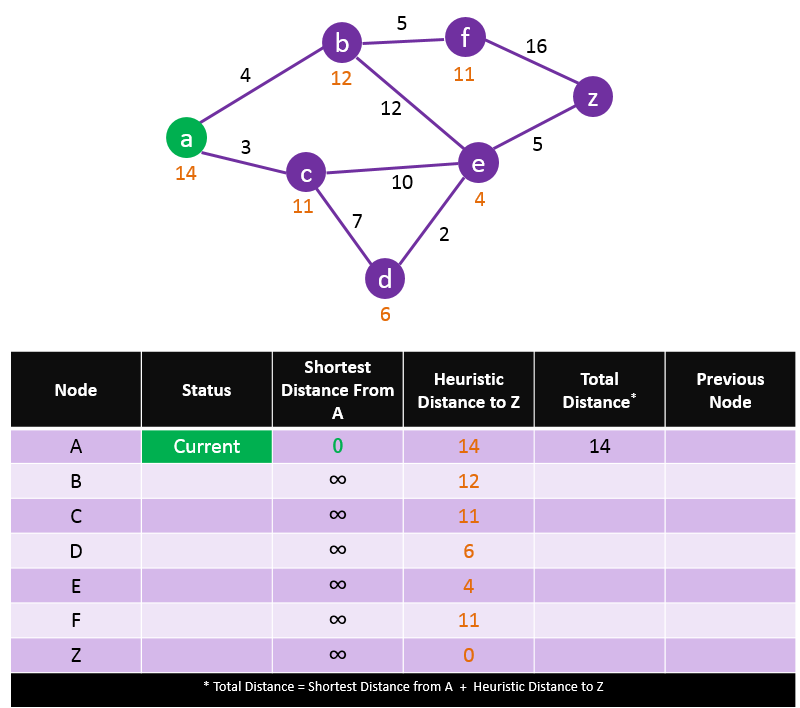 5
b
f
16
12
11
4
z
12
a
3
5
14
c
e
10
11
4
7
2
d
6
Node Status Shortest Distance From A Heuristic Distance to Z Total Distance* Previous Node
A Current 0 14 14
B ∞ 12
C ∞ 11
D ∞ 6
E ∞ 4
F ∞ 11
Z ∞ 0
* Total Distance = Shortest Distance from A + Heuristic Distance to Z